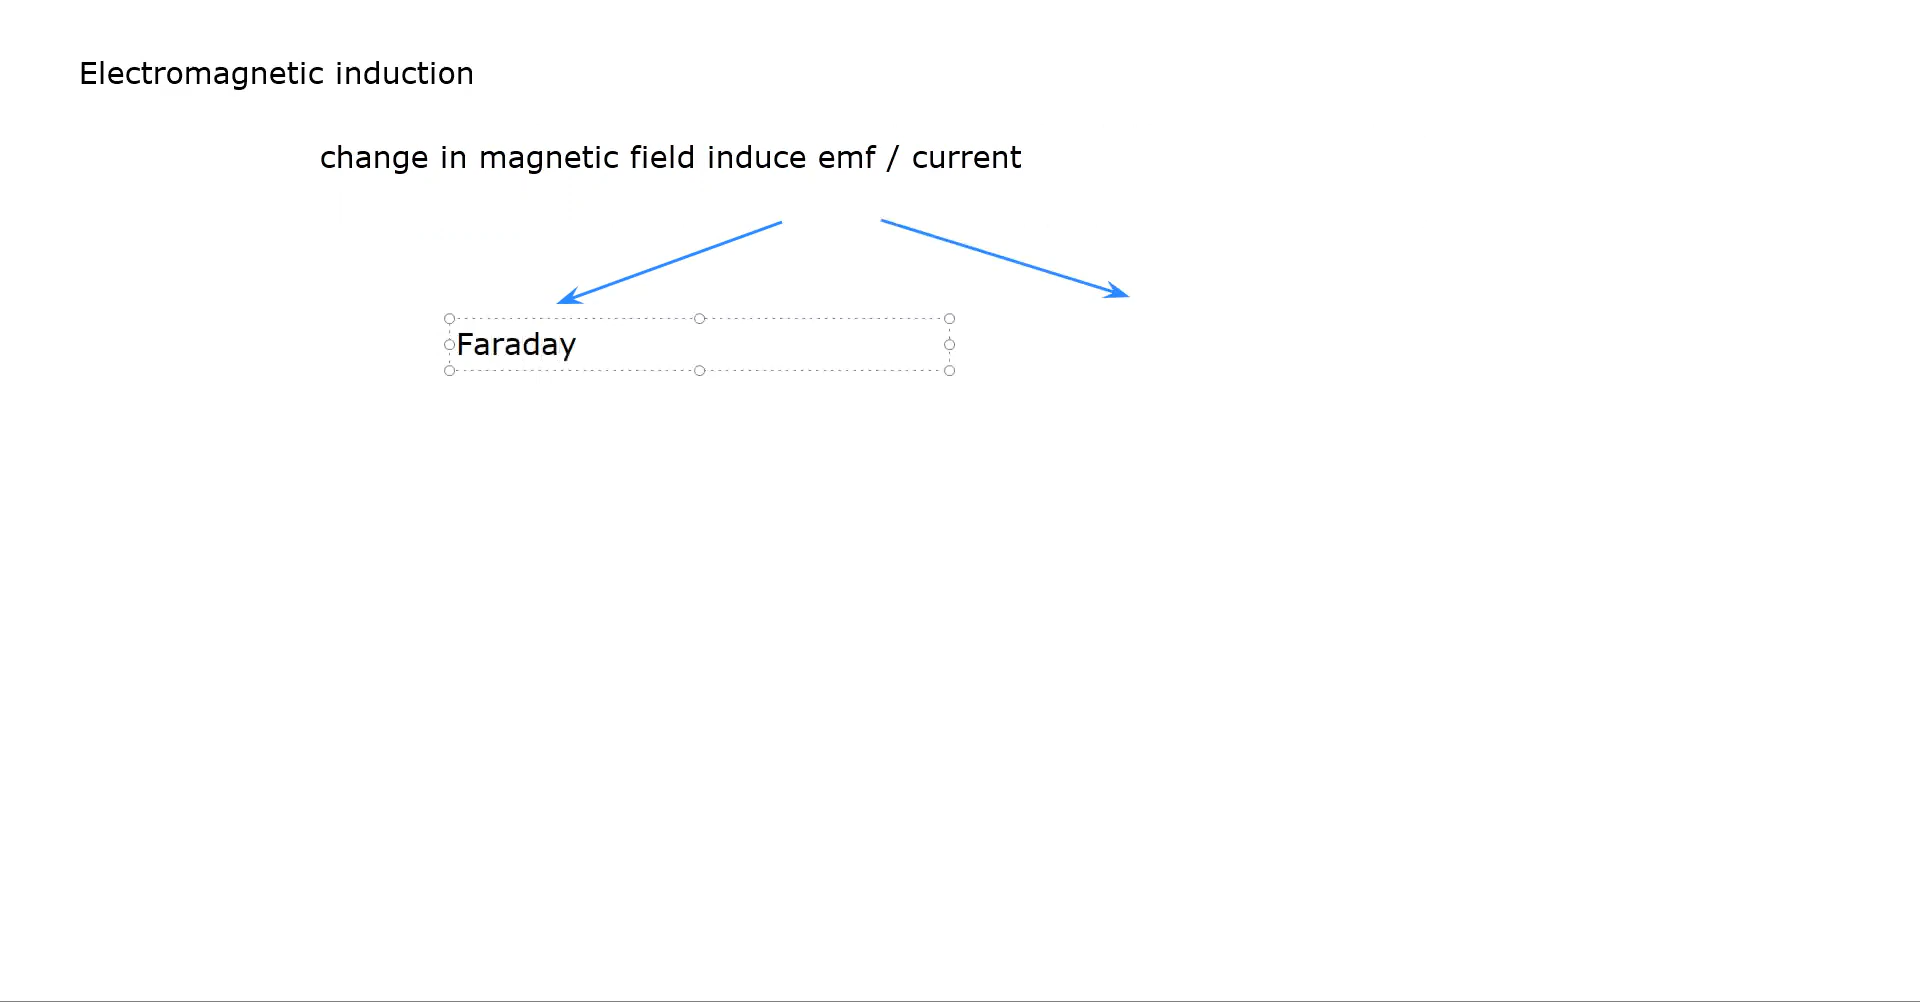 Electromagnetic induction
change in magnetic field induce emf / current
Faraday